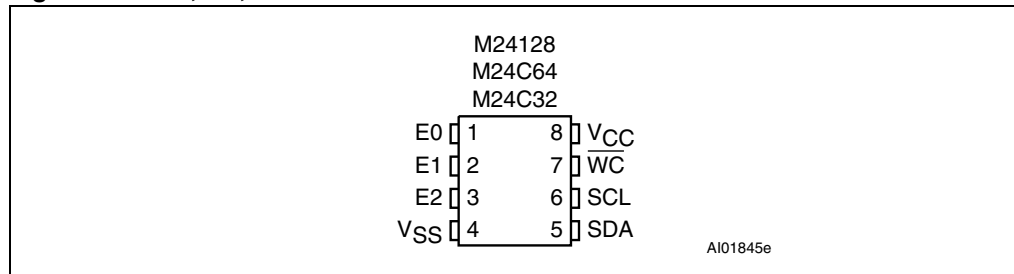 M24128
M24C64
M24C32
E0 1 8 VCC
E1 2 7 W̅C̅
E2 3 6 SCL
VSS 4 5 SDA
AI01845e